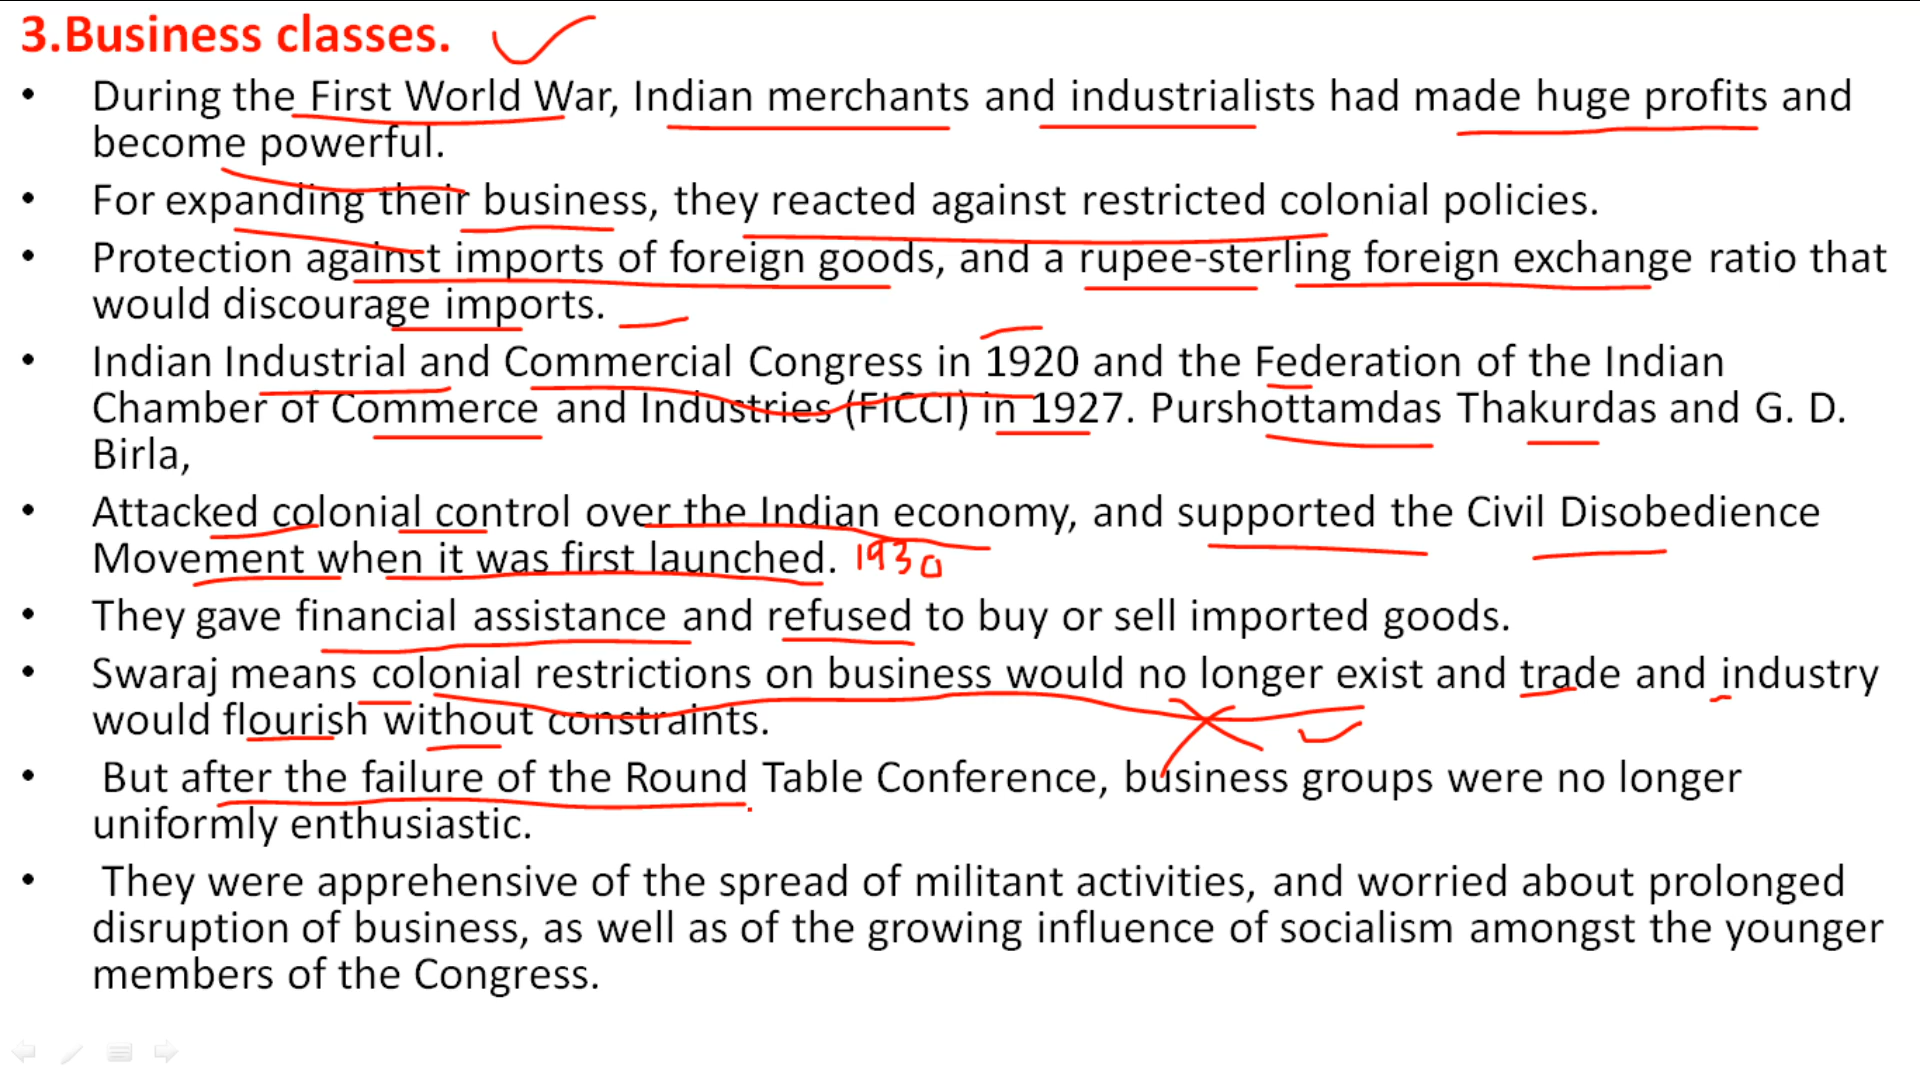 3.Business classes.
• During the First World War, Indian merchants and industrialists had made huge profits and
become powerful.
• For expanding their business, they reacted against restricted colonial policies.
• Protection against imports of foreign goods, and a rupee-sterling foreign exchange ratio that
would discourage imports.
• Indian Industrial and Commercial Congress in 1920 and the Federation of the Indian
Chamber of Commerce and Industries (FICCI) in 1927. Purshottamdas Thakurdas and G. D.
Birla,
• Attacked colonial control over the Indian economy, and supported the Civil Disobedience
Movement when it was first launched. 1930
• They gave financial assistance and refused to buy or sell imported goods.
• Swaraj means colonial restrictions on business would no longer exist and trade and industry
would flourish without constraints.
• But after the failure of the Round Table Conference, business groups were no longer
uniformly enthusiastic.
• They were apprehensive of the spread of militant activities, and worried about prolonged
disruption of business, as well as of the growing influence of socialism amongst the younger
members of the Congress.